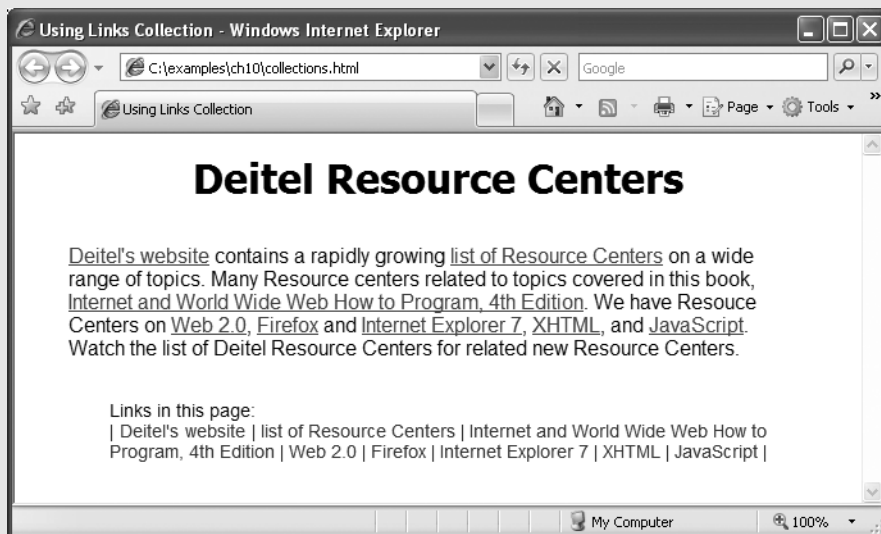 Using Links Collection - Windows Internet Explorer
C:\examples\ch10\collections.html
Google
Using Links Collection
Page
Tools
»
Deitel Resource Centers
Deitel's website contains a rapidly growing list of Resource Centers on a wide
range of topics. Many Resource centers related to topics covered in this book,
Internet and World Wide Web How to Program, 4th Edition. We have Resouce
Centers on Web 2.0, Firefox and Internet Explorer 7, XHTML, and JavaScript.
Watch the list of Deitel Resource Centers for related new Resource Centers.
Links in this page:
| Deitel's website | list of Resource Centers | Internet and World Wide Web How to
Program, 4th Edition | Web 2.0 | Firefox | Internet Explorer 7 | XHTML | JavaScript |
My Computer
100%